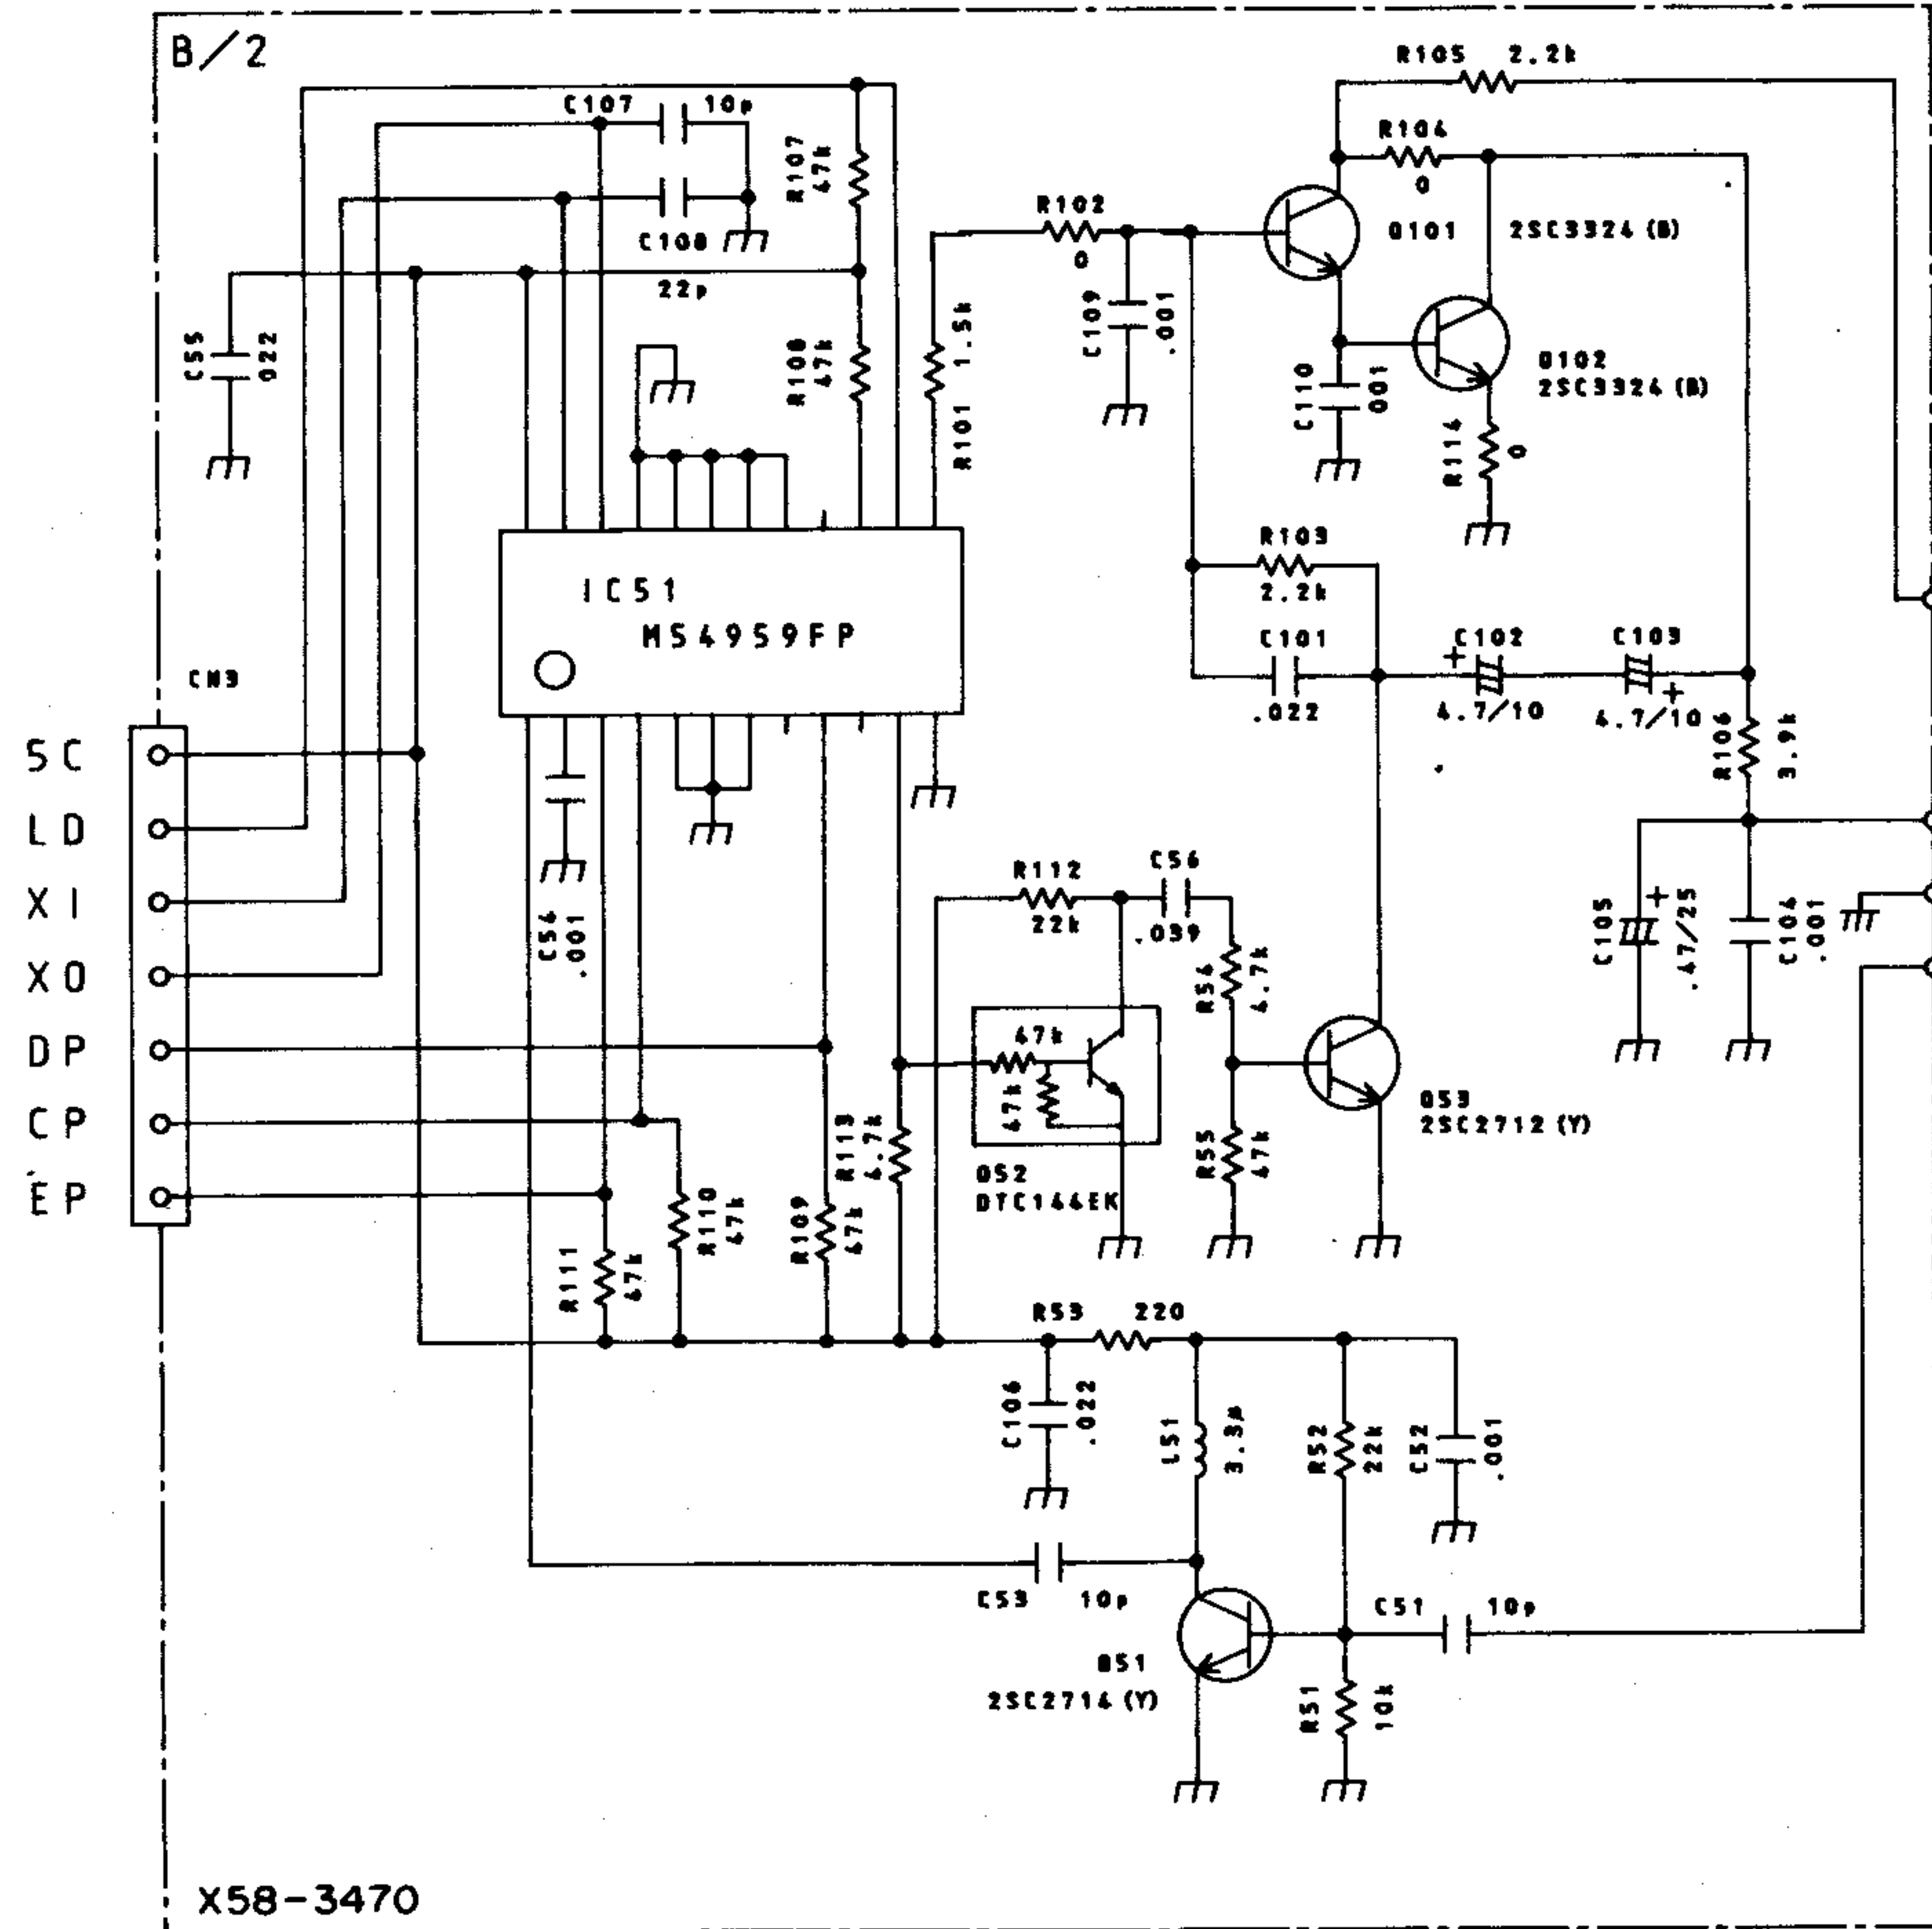 B/2
R105 2.2k
C107 10p
R107 47k
R104 0
C108 22p
R102 0
Q101 2SC3324(B)
C109 .001
C55 022
R108 47k
R101 1.5k
C110 001
Q102
2SC3324(B)
R114 0
IC51
M54959FP
R103
2.2k
C101
.022
C102
+
4.7/10
C103
+
4.7/10
R106 3.9k
CN3
SC
LD
XI
XO
DP
CP
EP
C54 .001
R112
22k
C56
.039
R54 4.7k
C105 + .47/25
C104 .001
47k
47k
Q52
DTC144EK
R55 47k
Q53
2SC2712(Y)
R113 4.7k
R110 47k
R109 47k
R111 47k
R53 220
C106 .022
L51 3.3μ
R52 22k
C52 .001
C53 10p
C51 10p
Q51
2SC2714(Y)
R51 10k
X58-3470